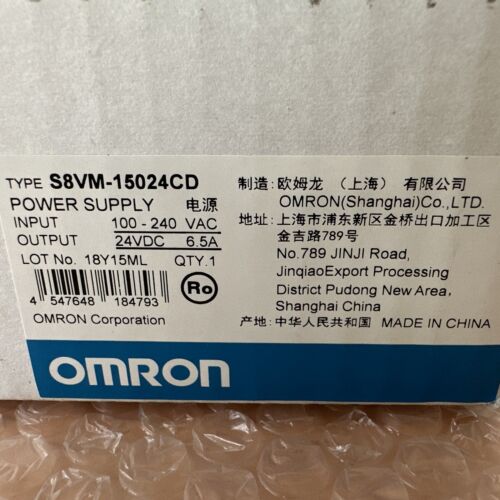 TYPE S8VM-15024CD
POWER SUPPLY 电源
INPUT 100 - 240 VAC
OUTPUT 24VDC 6.5A
LOT No. 18Y15ML QTY.1
4 547648 184793
Ro
OMRON Corporation
制造: 欧姆龙 (上海) 有限公司
OMRON(Shanghai)Co.,LTD.
地址: 上海市浦东新区金桥出口加工区
金吉路789号
No.789 JINJI Road,
JinqiaoExport Processing
District Pudong New Area,
Shanghai China
产地: 中华人民共和国 MADE IN CHINA
OMRON